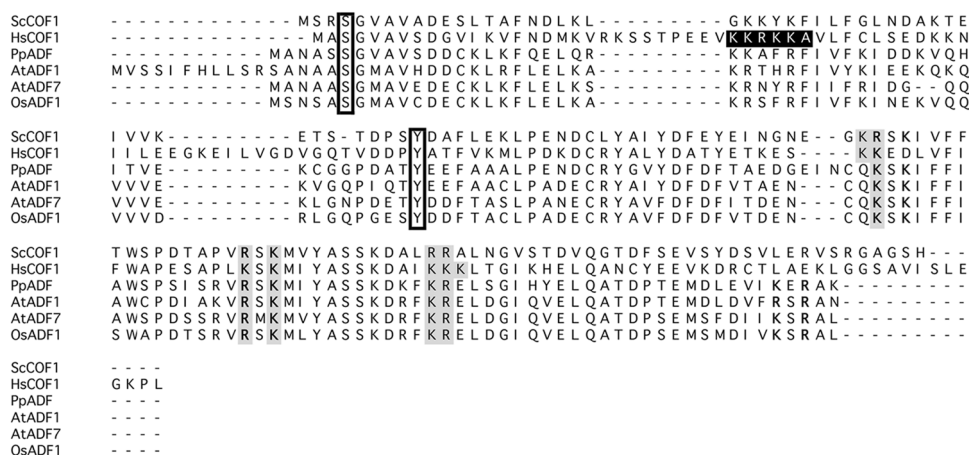 ScCOF1 - - - - - - - - - - - - - M S R S G V A V A D E S L T A F N D L K L - - - - - - - - - G K K Y K F I L F G L N D A K T E
HsCOF1 - - - - - - - - - - - - - - M A S G V A V S D G V I K V F N D M K V R K S S T P E E V K K R K K A V L F C L S E D K K N
PpADF - - - - - - - - - - - M A N A S S G V A V D D C C L K L K F Q E L Q R - - - - - - - - - K K A F R F I V F K I D D K V Q H
AtADF1 M V S S I F H L L S R S A N A A S G M A V H D D C K L R F L E L K A - - - - - - - - - K R T H R F I V Y K I E E K Q K Q
AtADF7 - - - - - - - - - - - M A N A A S G M A V E D E C K L K F L E L K A - - - - - - - - - K R N Y R F I I F R I D G - - Q Q
OsADF1 - - - - - - - - - - - M S N S A S G M A V C D E C K L K F L E L K A - - - - - - - - - K R S F R F I V F K I N E K V Q Q
ScCOF1 I V V K - - - - - - - - - E T S - T D P S Y D A F L E K L P E N D C L Y A I Y D F E Y E I N G N E - - G K R S K I V F F
HsCOF1 I I L E E G K E I L V G D V G Q T V D D P Y A T F V K M L P D K D C R Y A L Y D A T Y E T K E S - - - - K K E D L V F I
PpADF I T V E - - - - - - - - - K C G G P D A T Y E E F A A A L P E N D C R Y G V Y D F D F T A E D G E I N C Q K S K I F F I
AtADF1 V V V E - - - - - - - - - K V G Q P I Q T Y E E F A A C L P A D E C R Y A I Y D F D F V T A E N - - - C Q K S K I F F I
AtADF7 V V V E - - - - - - - - - K L G N P D E T Y D D F T A S L P A N E C R Y A V Y D F D F T T D E N - - - C Q K S K I F F I
OsADF1 V V V D - - - - - - - - - R L G Q P G E S Y D D F T A C L P A D E C R Y A V F D F D F V T D E N - - - C Q K S K I F F I
ScCOF1 T W S P D T A P V R S K M V Y A S S K D A L R R A L N G V S T D V Q G T D F S E V S Y D S V L E R V S R G A G S H - - -
HsCOF1 F W A P E S A P L K S K M I Y A S S K D A I K K K L T G I K H E L Q A N C Y E E V K D R C T L A E K L G G S A V I S L E
PpADF A W S P S I S R V R S K M I Y A S S K D K F K R E L S G I H Y E L Q A T D P T E M D L E V I K E R A K - - - - - - - - -
AtADF1 A W C P D I A K V R S K M I Y A S S K D R F K R E L D G I Q V E L Q A T D P T E M D L D V F R S R A N - - - - - - - - -
AtADF7 A W S P D S S R V R M K M V Y A S S K D R F K R E L D G I Q V E L Q A T D P S E M S F D I I K S R A L - - - - - - - - -
OsADF1 S W A P D T S R V R S K M L Y A S S K D R F K R E L D G I Q V E L Q A T D P S E M S F D I V K S R A L - - - - - - - - -
ScCOF1 - - - -
HsCOF1 G K P L
PpADF - - - -
AtADF1 - - - -
AtADF7 - - - -
OsADF1 - - - -